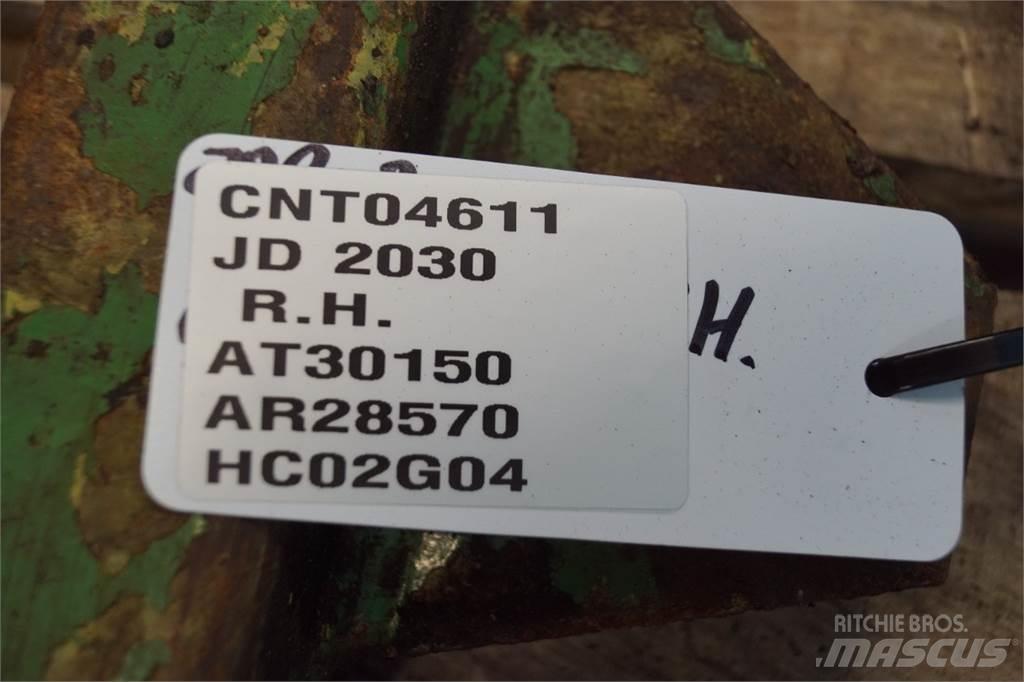 CNT04611
JD 2030
R.H.
AT30150
AR28570
HC02G04
H.
RITCHIE BROS.
MASCUS